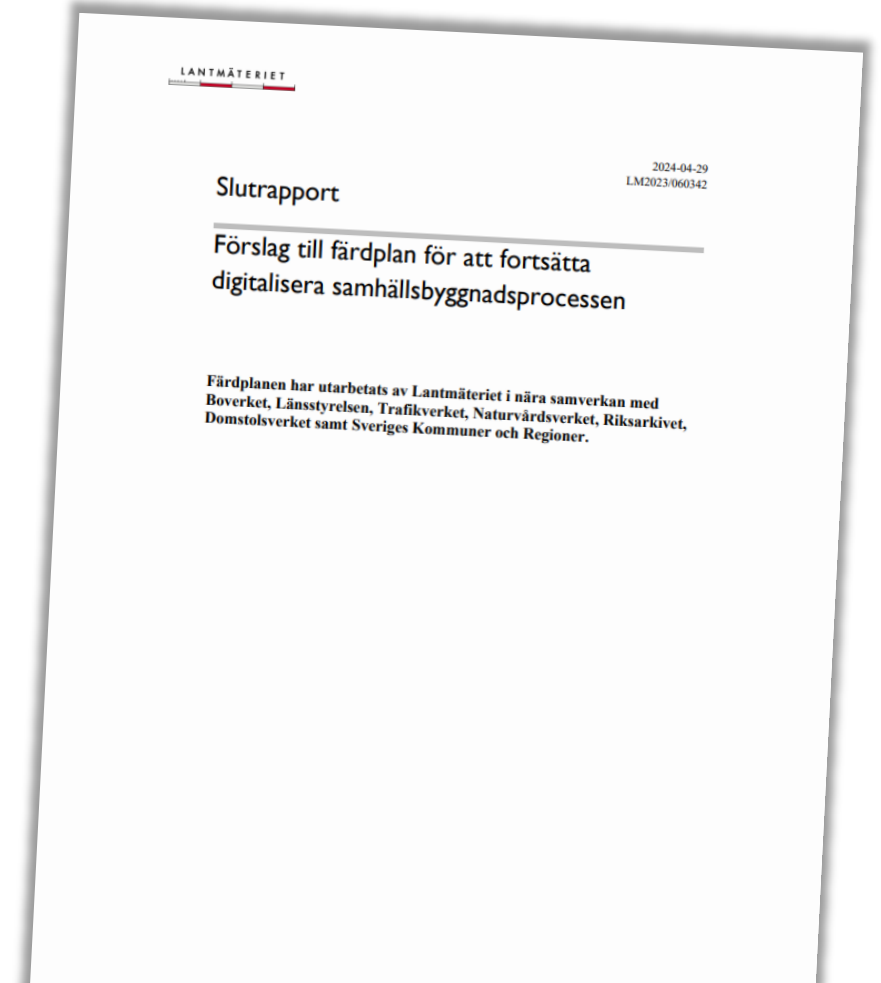 LANTMÄTERIET
2024-04-29
LM2023/060342
Slutrapport
Förslag till färdplan för att fortsätta
digitalisera samhällsbyggnadsprocessen
Färdplanen har utarbetats av Lantmäteriet i nära samverkan med
Boverket, Länsstyrelsen, Trafikverket, Naturvårdsverket, Riksarkivet,
Domstolsverket samt Sveriges Kommuner och Regioner.